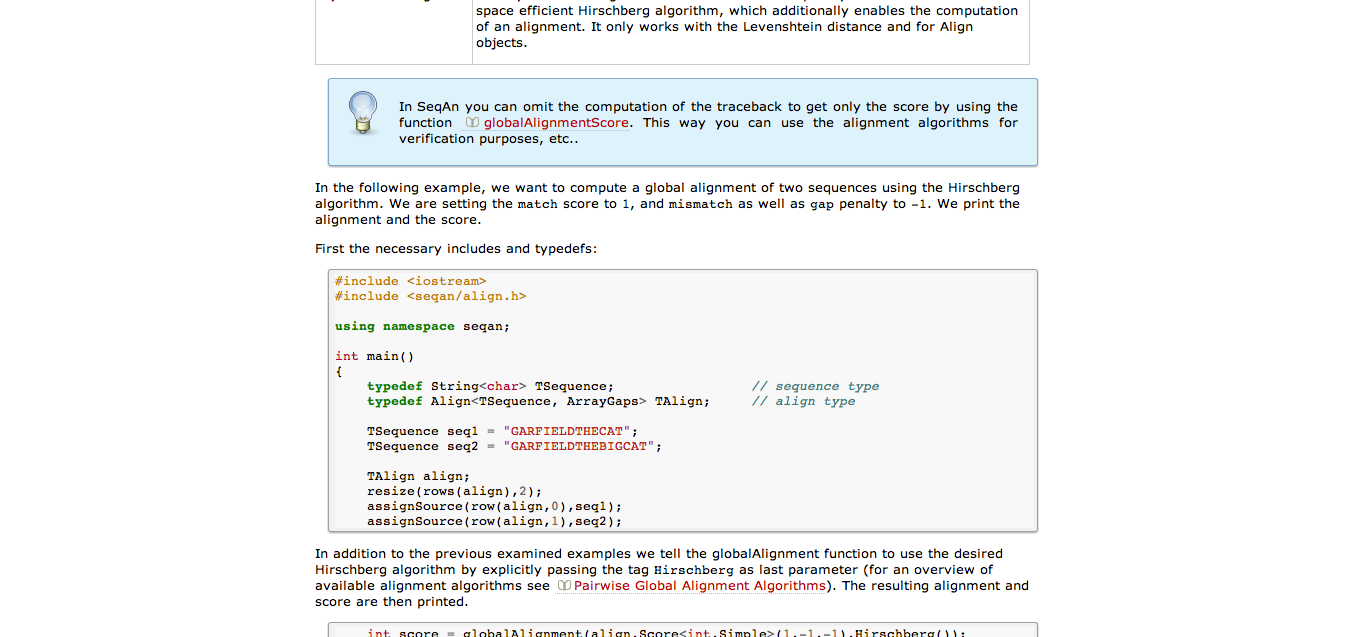 space efficient Hirschberg algorithm, which additionally enables the computation
of an alignment. It only works with the Levenshtein distance and for Align
objects.
In SeqAn you can omit the computation of the traceback to get only the score by using the
function globalAlignmentScore. This way you can use the alignment algorithms for
verification purposes, etc..
In the following example, we want to compute a global alignment of two sequences using the Hirschberg
algorithm. We are setting the match score to 1, and mismatch as well as gap penalty to -1. We print the
alignment and the score.
First the necessary includes and typedefs:
#include <iostream>
#include <seqan/align.h>
using namespace seqan;
int main()
{
typedef String<char> TSequence; // sequence type
typedef Align<TSequence, ArrayGaps> TAlign; // align type
TSequence seq1 = "GARFIELDTHECAT";
TSequence seq2 = "GARFIELDTHEBIGCAT";
TAlign align;
resize(rows(align),2);
assignSource(row(align,0),seq1);
assignSource(row(align,1),seq2);
In addition to the previous examined examples we tell the globalAlignment function to use the desired
Hirschberg algorithm by explicitly passing the tag Hirschberg as last parameter (for an overview of
available alignment algorithms see Pairwise Global Alignment Algorithms). The resulting alignment and
score are then printed.
int score = globalAlignment(align,Score<int,Simple>(1,-1,-1),Hirschberg());